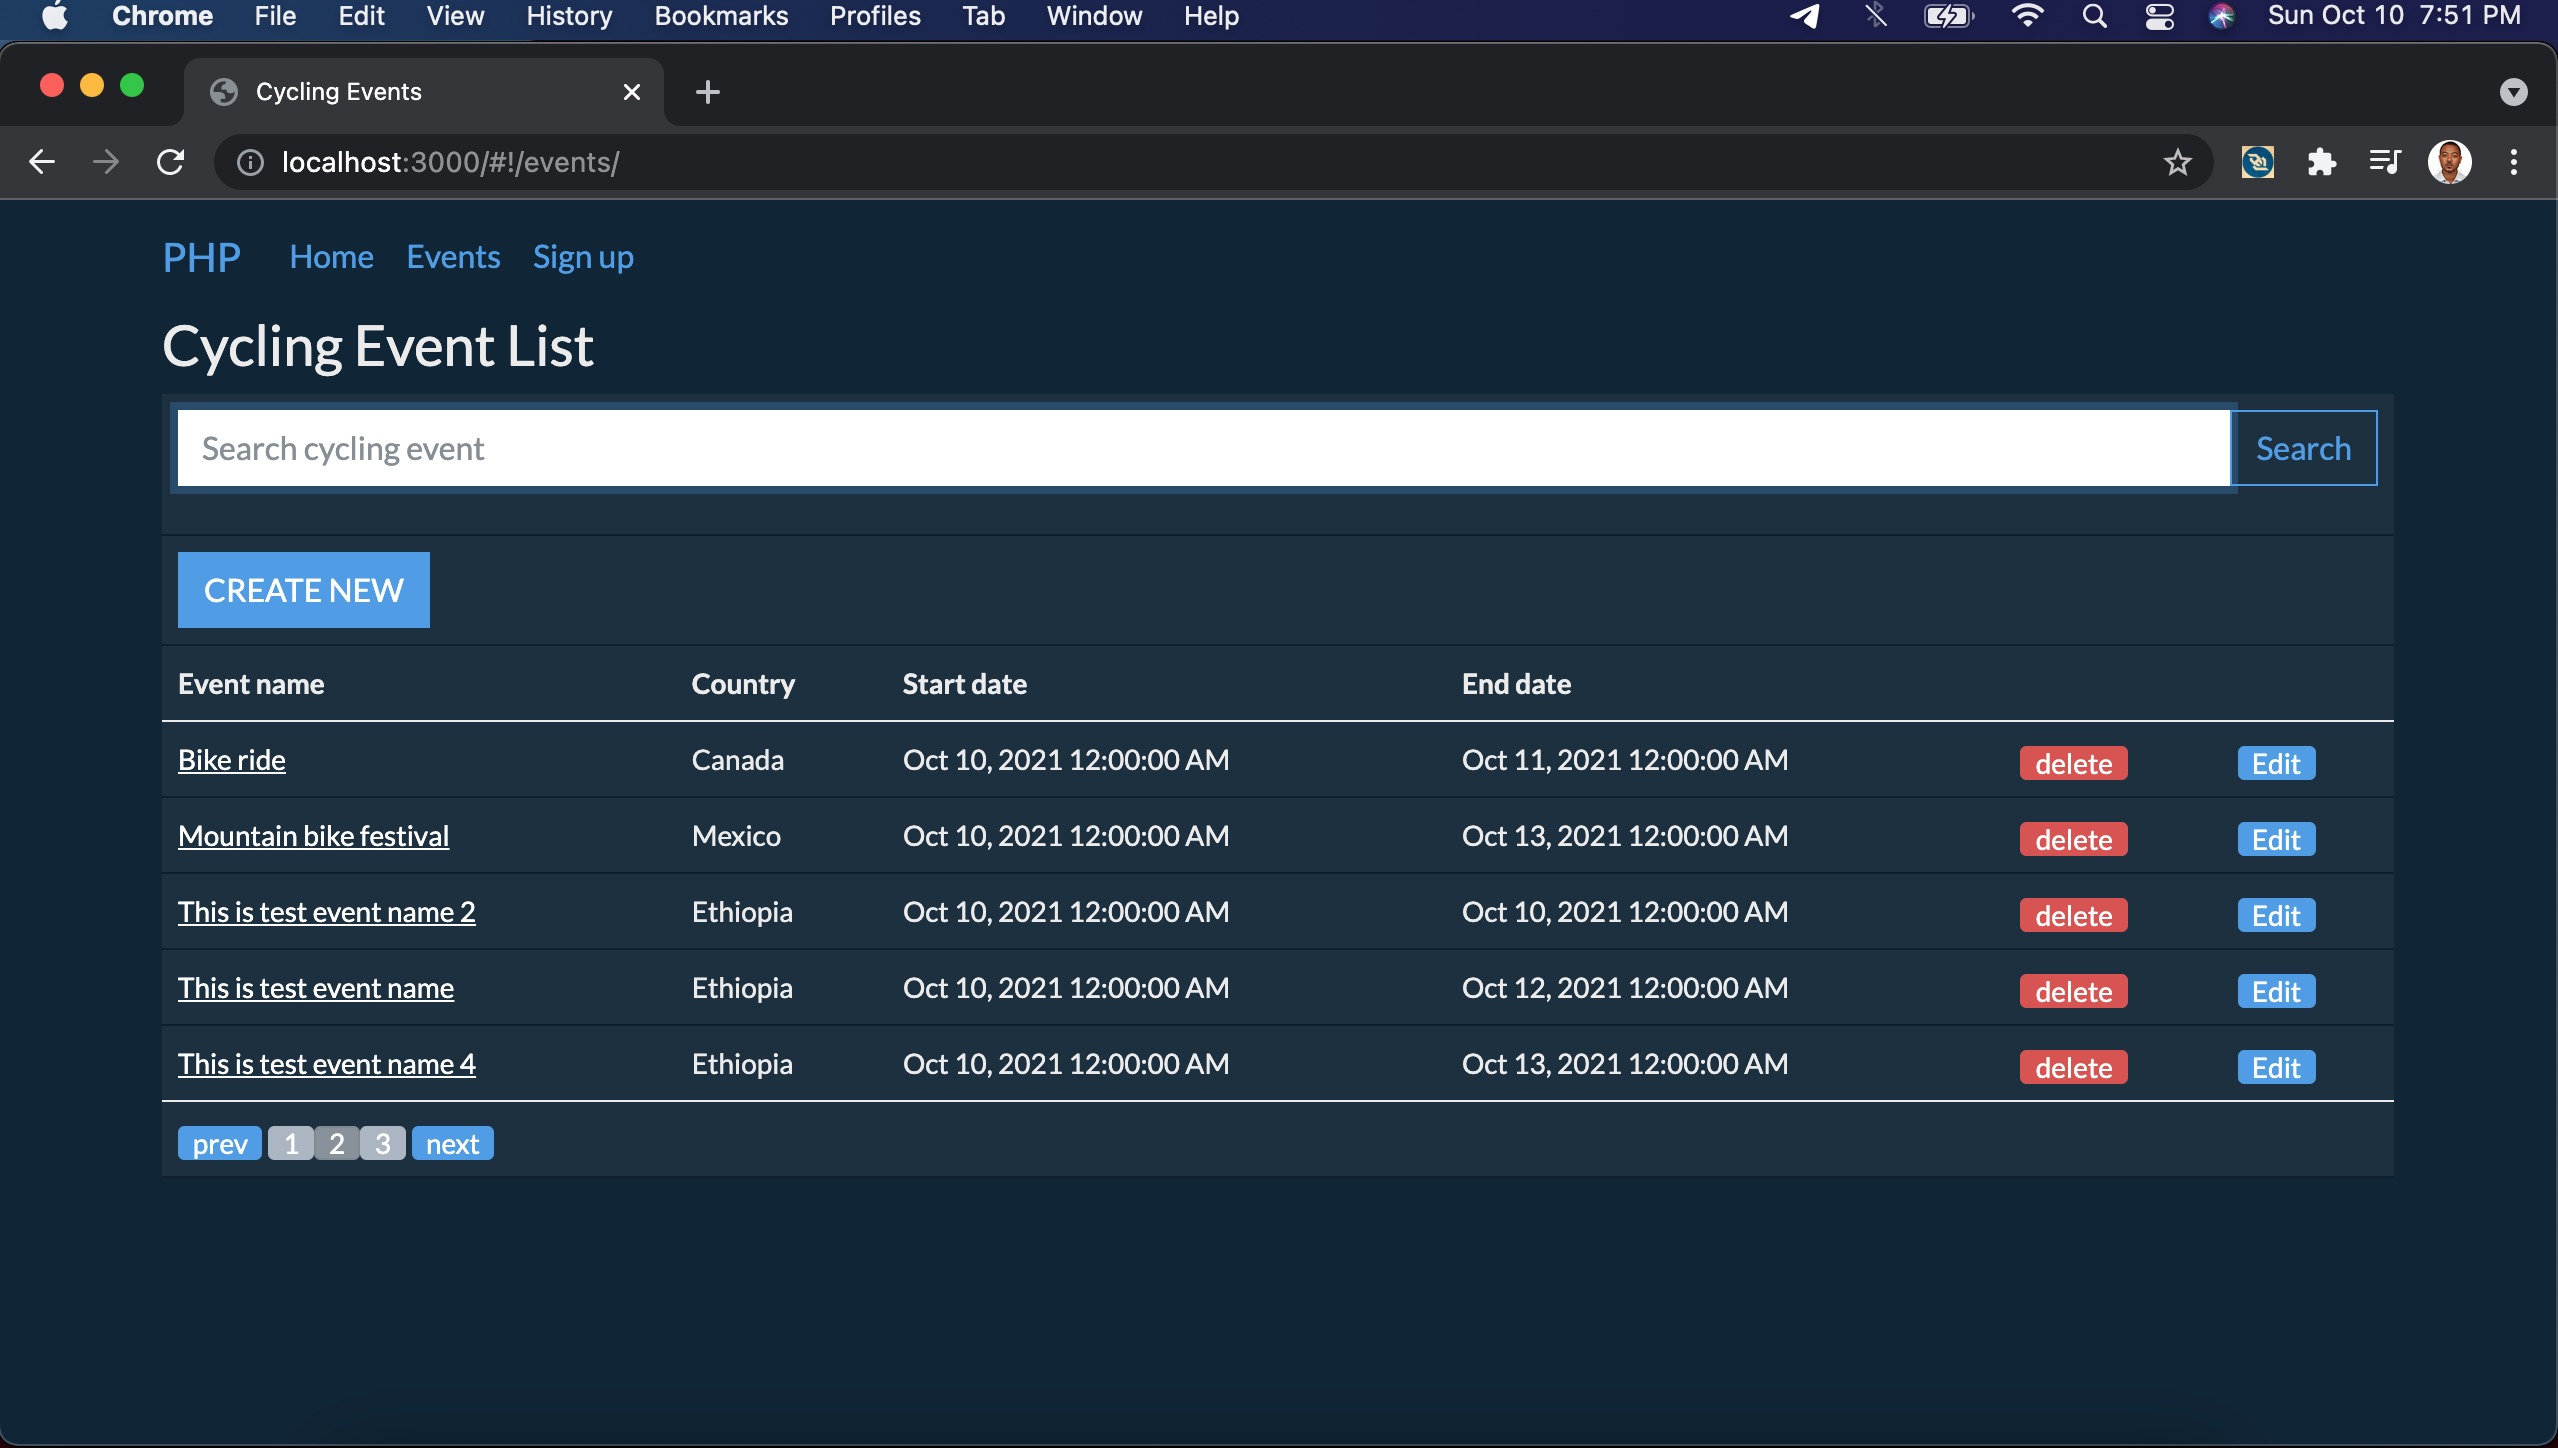 Chrome File Edit View History Bookmarks Profiles Tab Window Help Sun Oct 10 7:51 PM
Cycling Events
localhost:3000/#!/events/
PHP Home Events Sign up
Cycling Event List
Search cycling event Search
CREATE NEW
Event name Country Start date End date
Bike ride Canada Oct 10, 2021 12:00:00 AM Oct 11, 2021 12:00:00 AM delete Edit
Mountain bike festival Mexico Oct 10, 2021 12:00:00 AM Oct 13, 2021 12:00:00 AM delete Edit
This is test event name 2 Ethiopia Oct 10, 2021 12:00:00 AM Oct 10, 2021 12:00:00 AM delete Edit
This is test event name Ethiopia Oct 10, 2021 12:00:00 AM Oct 12, 2021 12:00:00 AM delete Edit
This is test event name 4 Ethiopia Oct 10, 2021 12:00:00 AM Oct 13, 2021 12:00:00 AM delete Edit
prev 1 2 3 next